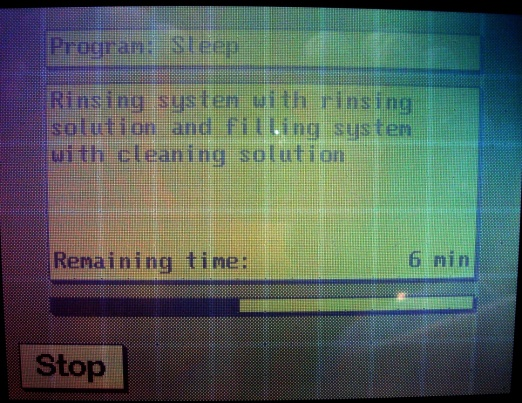 Program: Sleep
Rinsing system with rinsing
solution and filling system
with cleaning solution
Remaining time: 6 min
Stop